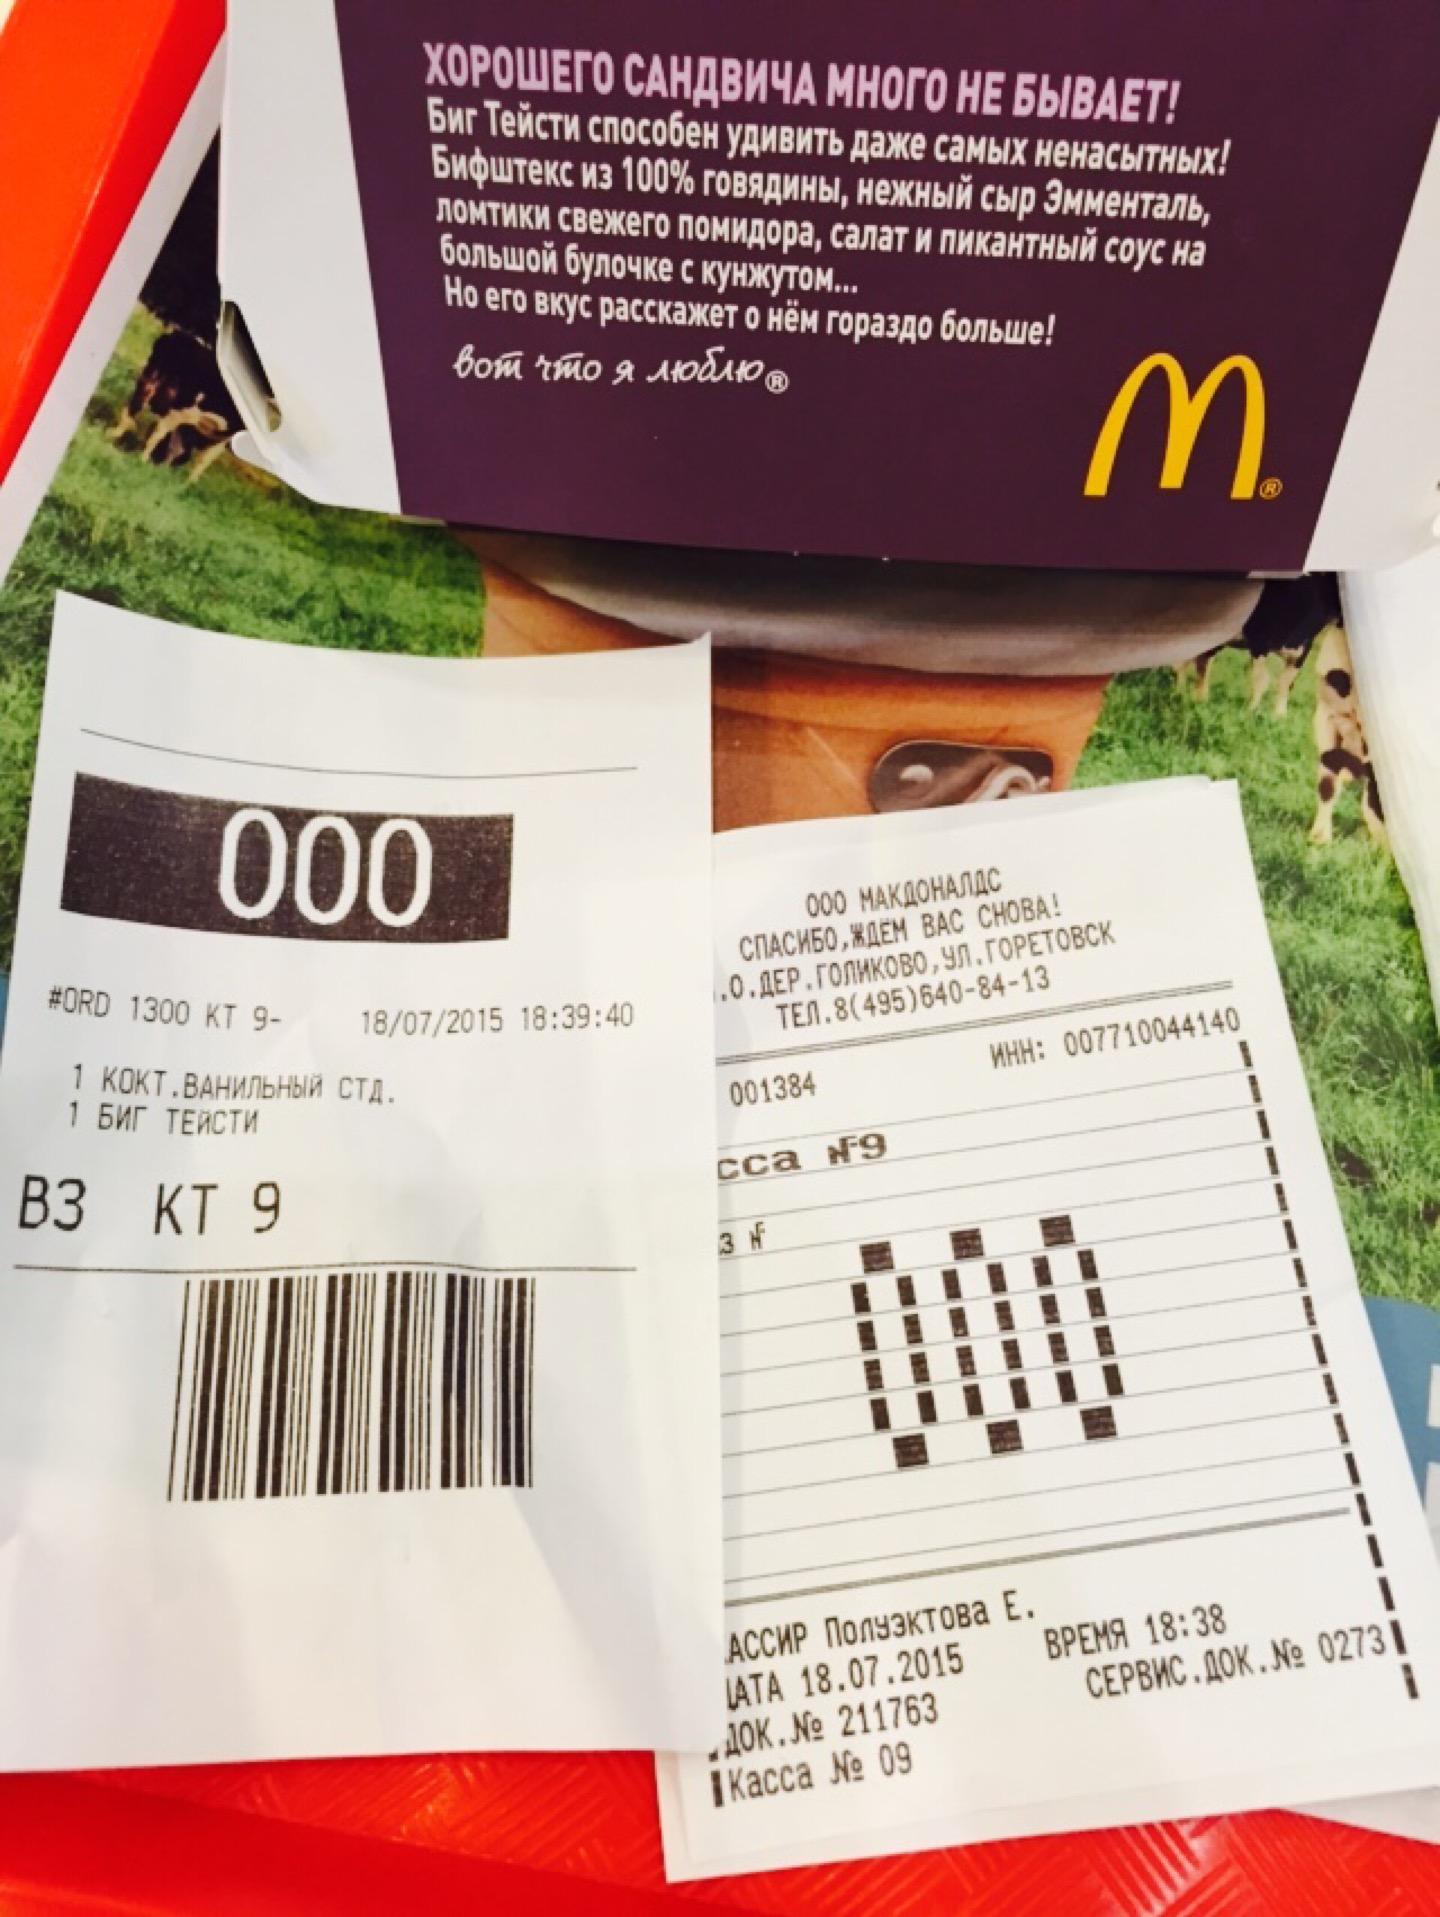 ХОРОШЕГО САНДВИЧА МНОГО НЕ БЫВАЕТ!
Биг Тейсти способен удивить даже самых ненасытных!
Бифштекс из 100% говядины, нежный сыр Эмменталь,
ломтики свежего помидора, салат и пикантный соус на
большой булочке с кунжутом...
Но его вкус расскажет о нём гораздо больше!
вот что я люблю®
M®
000
#ORD 1300 КТ 9- 18/07/2015 18:39:40
1 КОКТ.ВАНИЛЬНЫЙ СТД.
1 БИГ ТЕЙСТИ
ВЗ КТ 9
ООО МАКДОНАЛДС
СПАСИБО,ЖДЕМ ВАС СНОВА!
.О.ДЕР.ГОЛИКОВО,УЛ.ГОРЕТОВСК
ТЕЛ.8(495)640-84-13
001384 ИНН: 007710044140
сса №9
З №
000
АССИР Полуэктова Е.
ДАТА 18.07.2015 ВРЕМЯ 18:38
ДОК.№ 211763 СЕРВИС.ДОК.№ 0273
Касса № 09